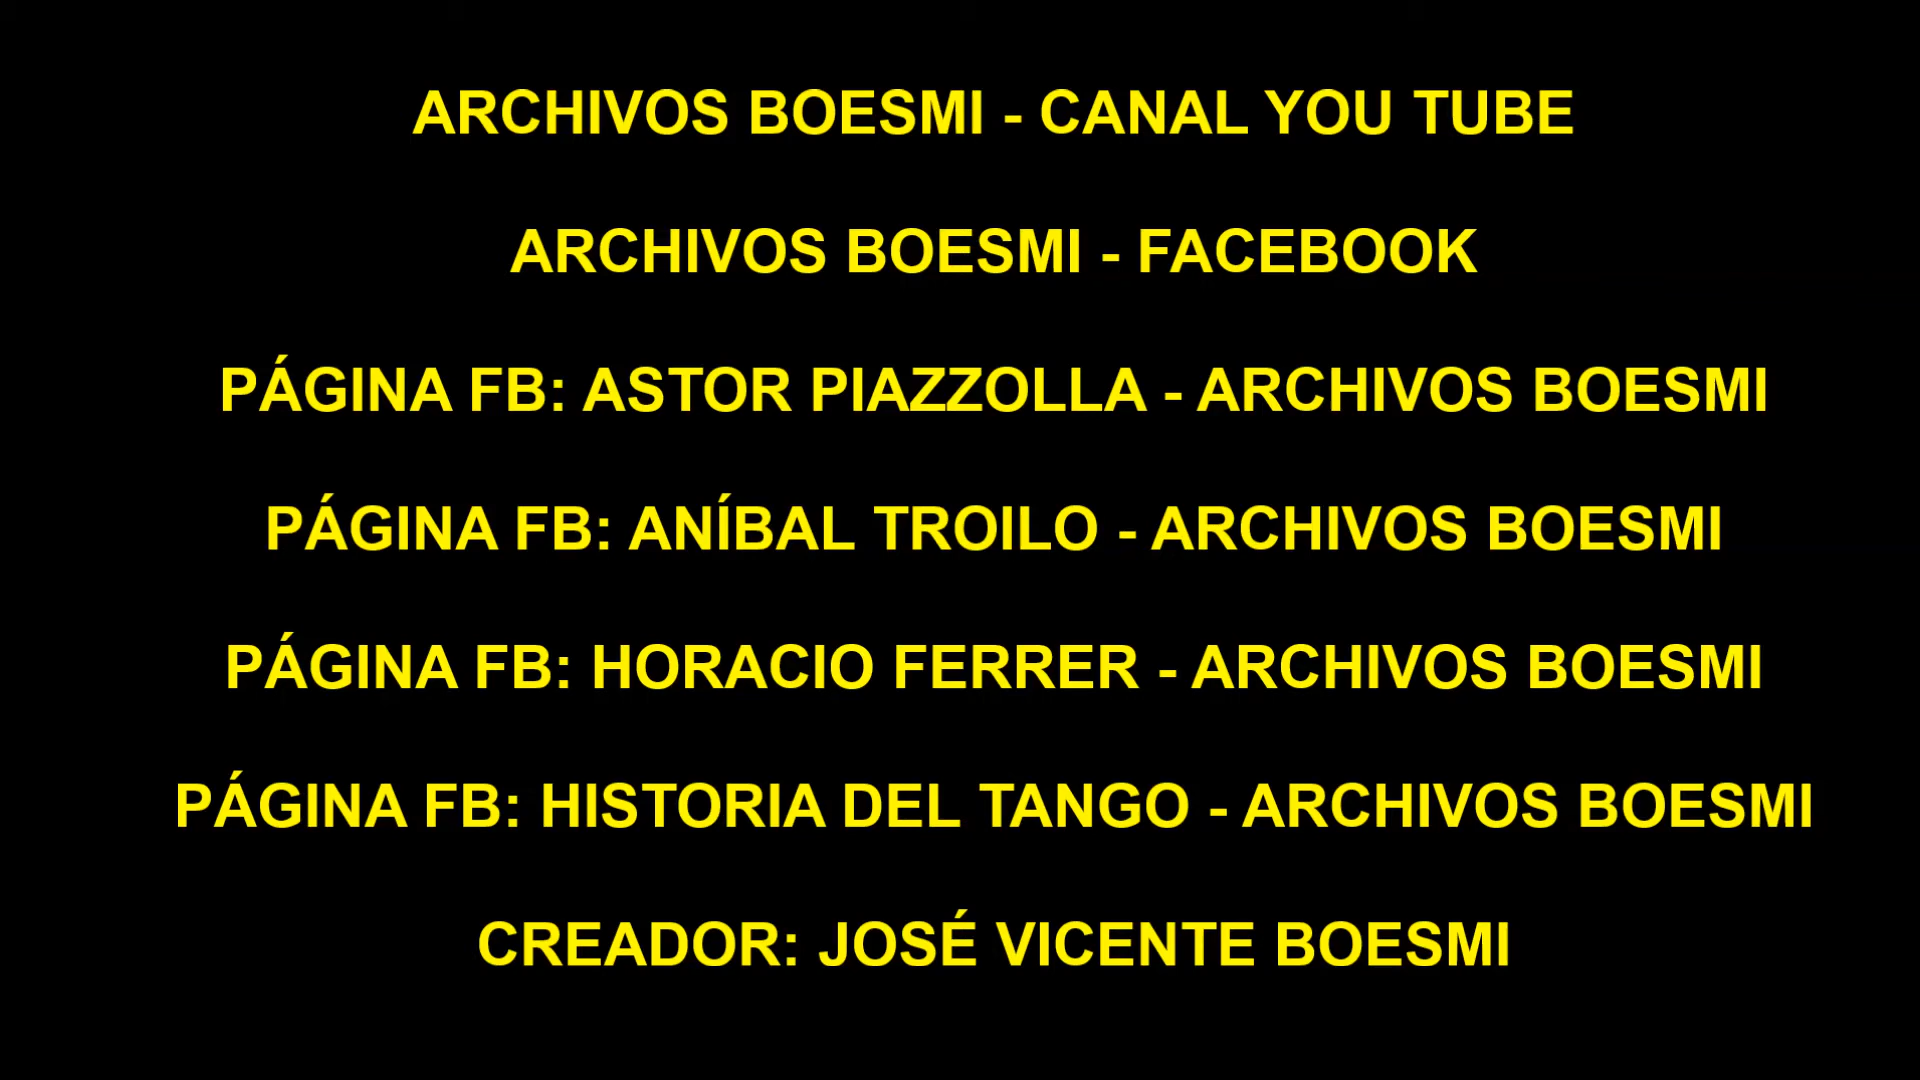 ARCHIVOS BOESMI - CANAL YOU TUBE
ARCHIVOS BOESMI - FACEBOOK
PÁGINA FB: ASTOR PIAZZOLLA - ARCHIVOS BOESMI
PÁGINA FB: ANÍBAL TROILO - ARCHIVOS BOESMI
PÁGINA FB: HORACIO FERRER - ARCHIVOS BOESMI
PÁGINA FB: HISTORIA DEL TANGO - ARCHIVOS BOESMI
CREADOR: JOSÉ VICENTE BOESMI